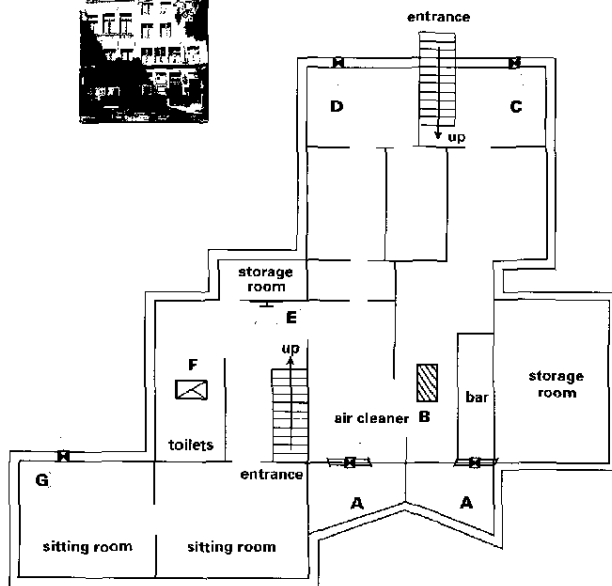 entrance
D
C
up
storage
room
E
F
up
storage
room
bar
air cleaner B
toilets
entrance
G
A
A
sitting room
sitting room